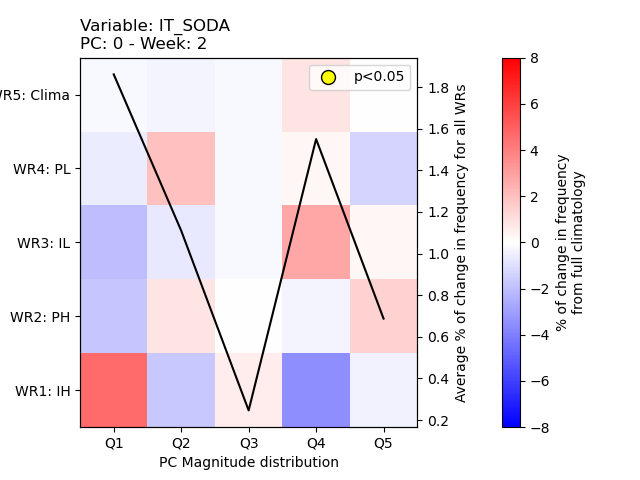 Variable: IT_SODA
PC: 0 - Week: 2
p<0.05
WR5: Clima
WR4: PL
WR3: IL
WR2: PH
WR1: IH
Q1 Q2 Q3 Q4 Q5
PC Magnitude distribution
1.8
1.6
1.4
1.2
1.0
0.8
0.6
0.4
0.2
Average % of change in frequency for all WRs
8
6
4
2
0
−2
−4
−6
−8
% of change in frequency
from full climatology